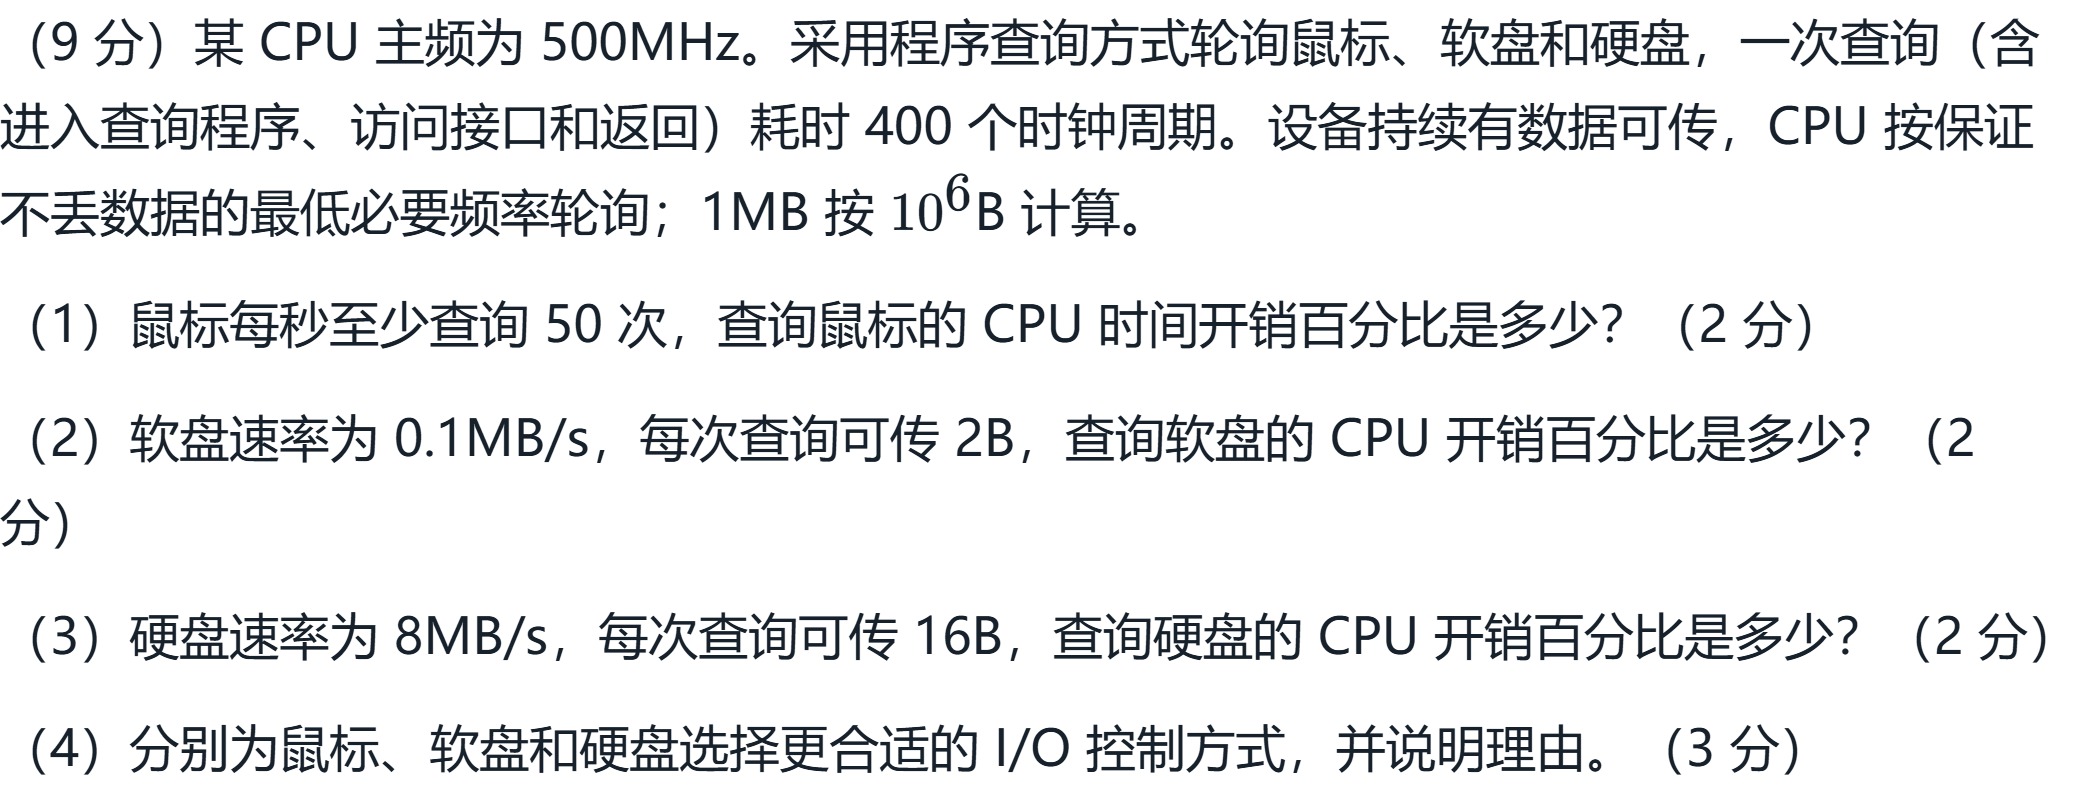 （9 分）某 CPU 主频为 500MHz。采用程序查询方式轮询鼠标、软盘和硬盘，一次查询（含
进入查询程序、访问接口和返回）耗时 400 个时钟周期。设备持续有数据可传，CPU 按保证
不丢数据的最低必要频率轮询；1MB 按 10⁶B 计算。
（1）鼠标每秒至少查询 50 次，查询鼠标的 CPU 时间开销百分比是多少？（2 分）
（2）软盘速率为 0.1MB/s，每次查询可传 2B，查询软盘的 CPU 开销百分比是多少？（2
分）
（3）硬盘速率为 8MB/s，每次查询可传 16B，查询硬盘的 CPU 开销百分比是多少？（2 分）
（4）分别为鼠标、软盘和硬盘选择更合适的 I/O 控制方式，并说明理由。（3 分）